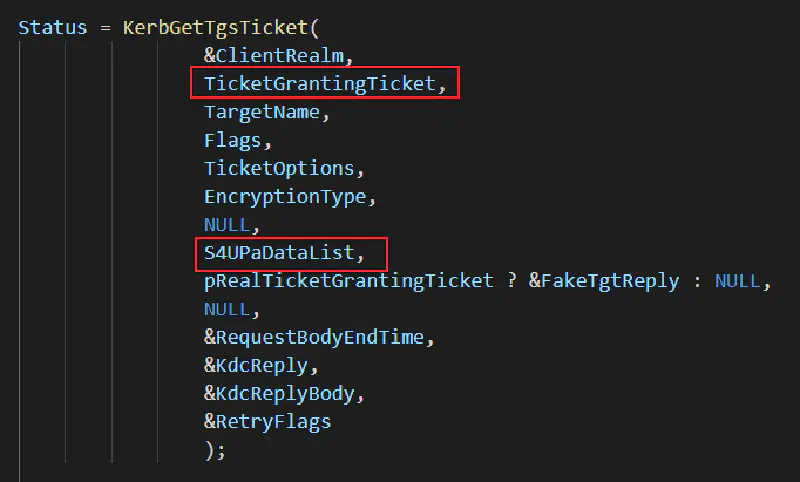 Status = KerbGetTgsTicket(
&ClientRealm,
TicketGrantingTicket,
TargetName,
Flags,
TicketOptions,
EncryptionType,
NULL,
S4UPaDataList,
pRealTicketGrantingTicket ? &FakeTgtReply : NULL,
NULL,
&RequestBodyEndTime,
&KdcReply,
&KdcReplyBody,
&RetryFlags
);